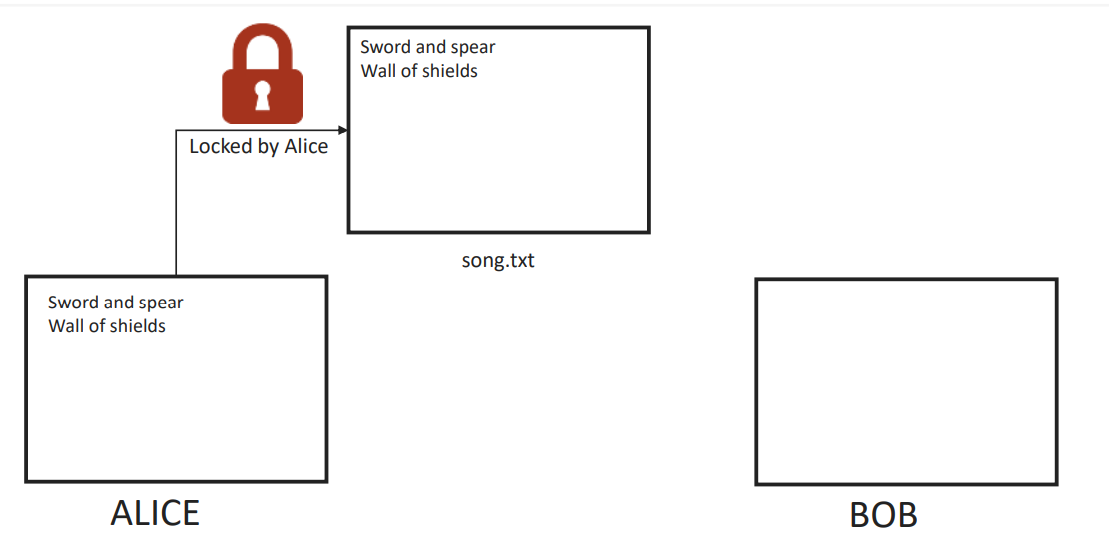 Sword and spear
Wall of shields
Locked by Alice
song.txt
Sword and spear
Wall of shields
ALICE
BOB